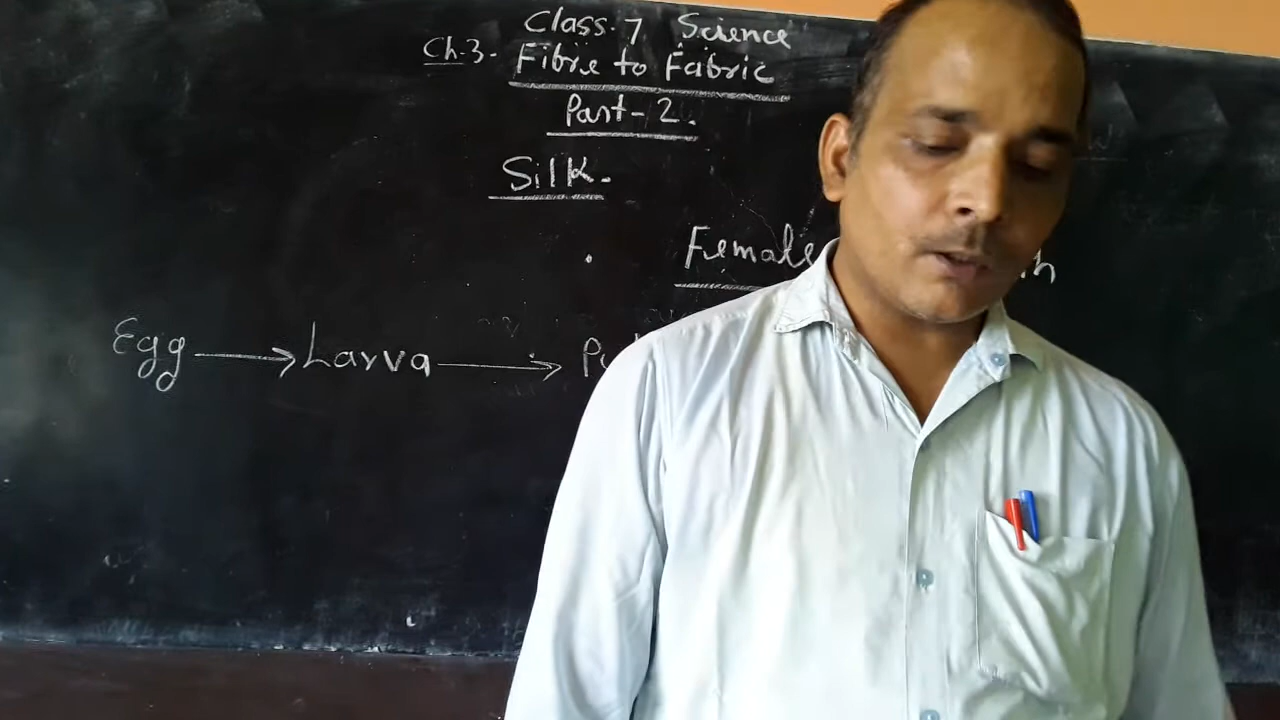 Class.7 Science
Ch.3- Fibre to Fabric
Part-2.
Silk.
Female
Egg → Larva →